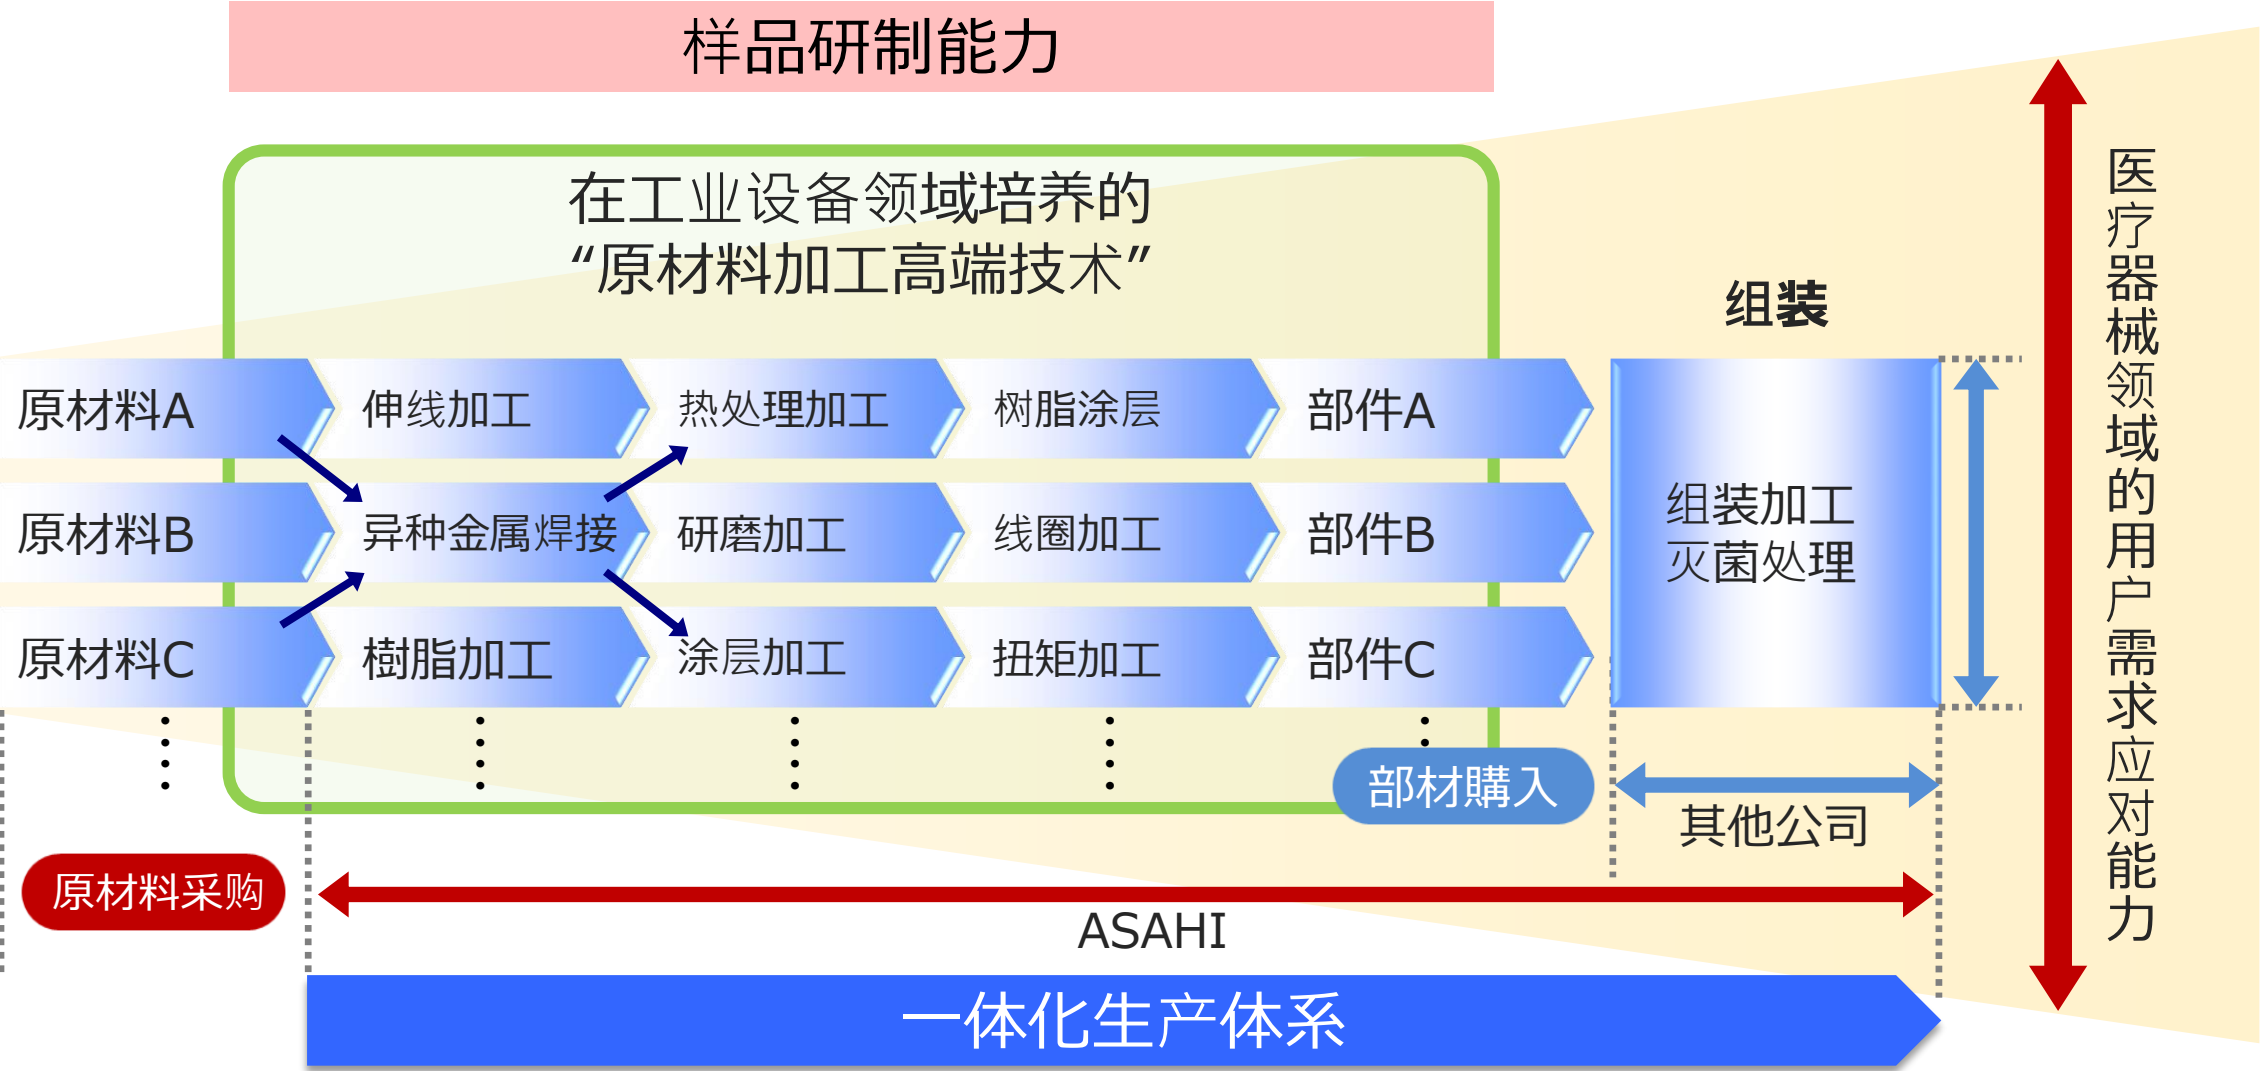 样品研制能力
在工业设备领域培养的
“原材料加工高端技术”
组装
原材料A
伸线加工
热处理加工
树脂涂层
部件A
原材料B
异种金属焊接
研磨加工
线圈加工
部件B
原材料C
樹脂加工
涂层加工
扭矩加工
部件C
组装加工
灭菌处理
医疗器械领域的用户需求应对能力
部材購入
其他公司
原材料采购
ASAHI
一体化生产体系